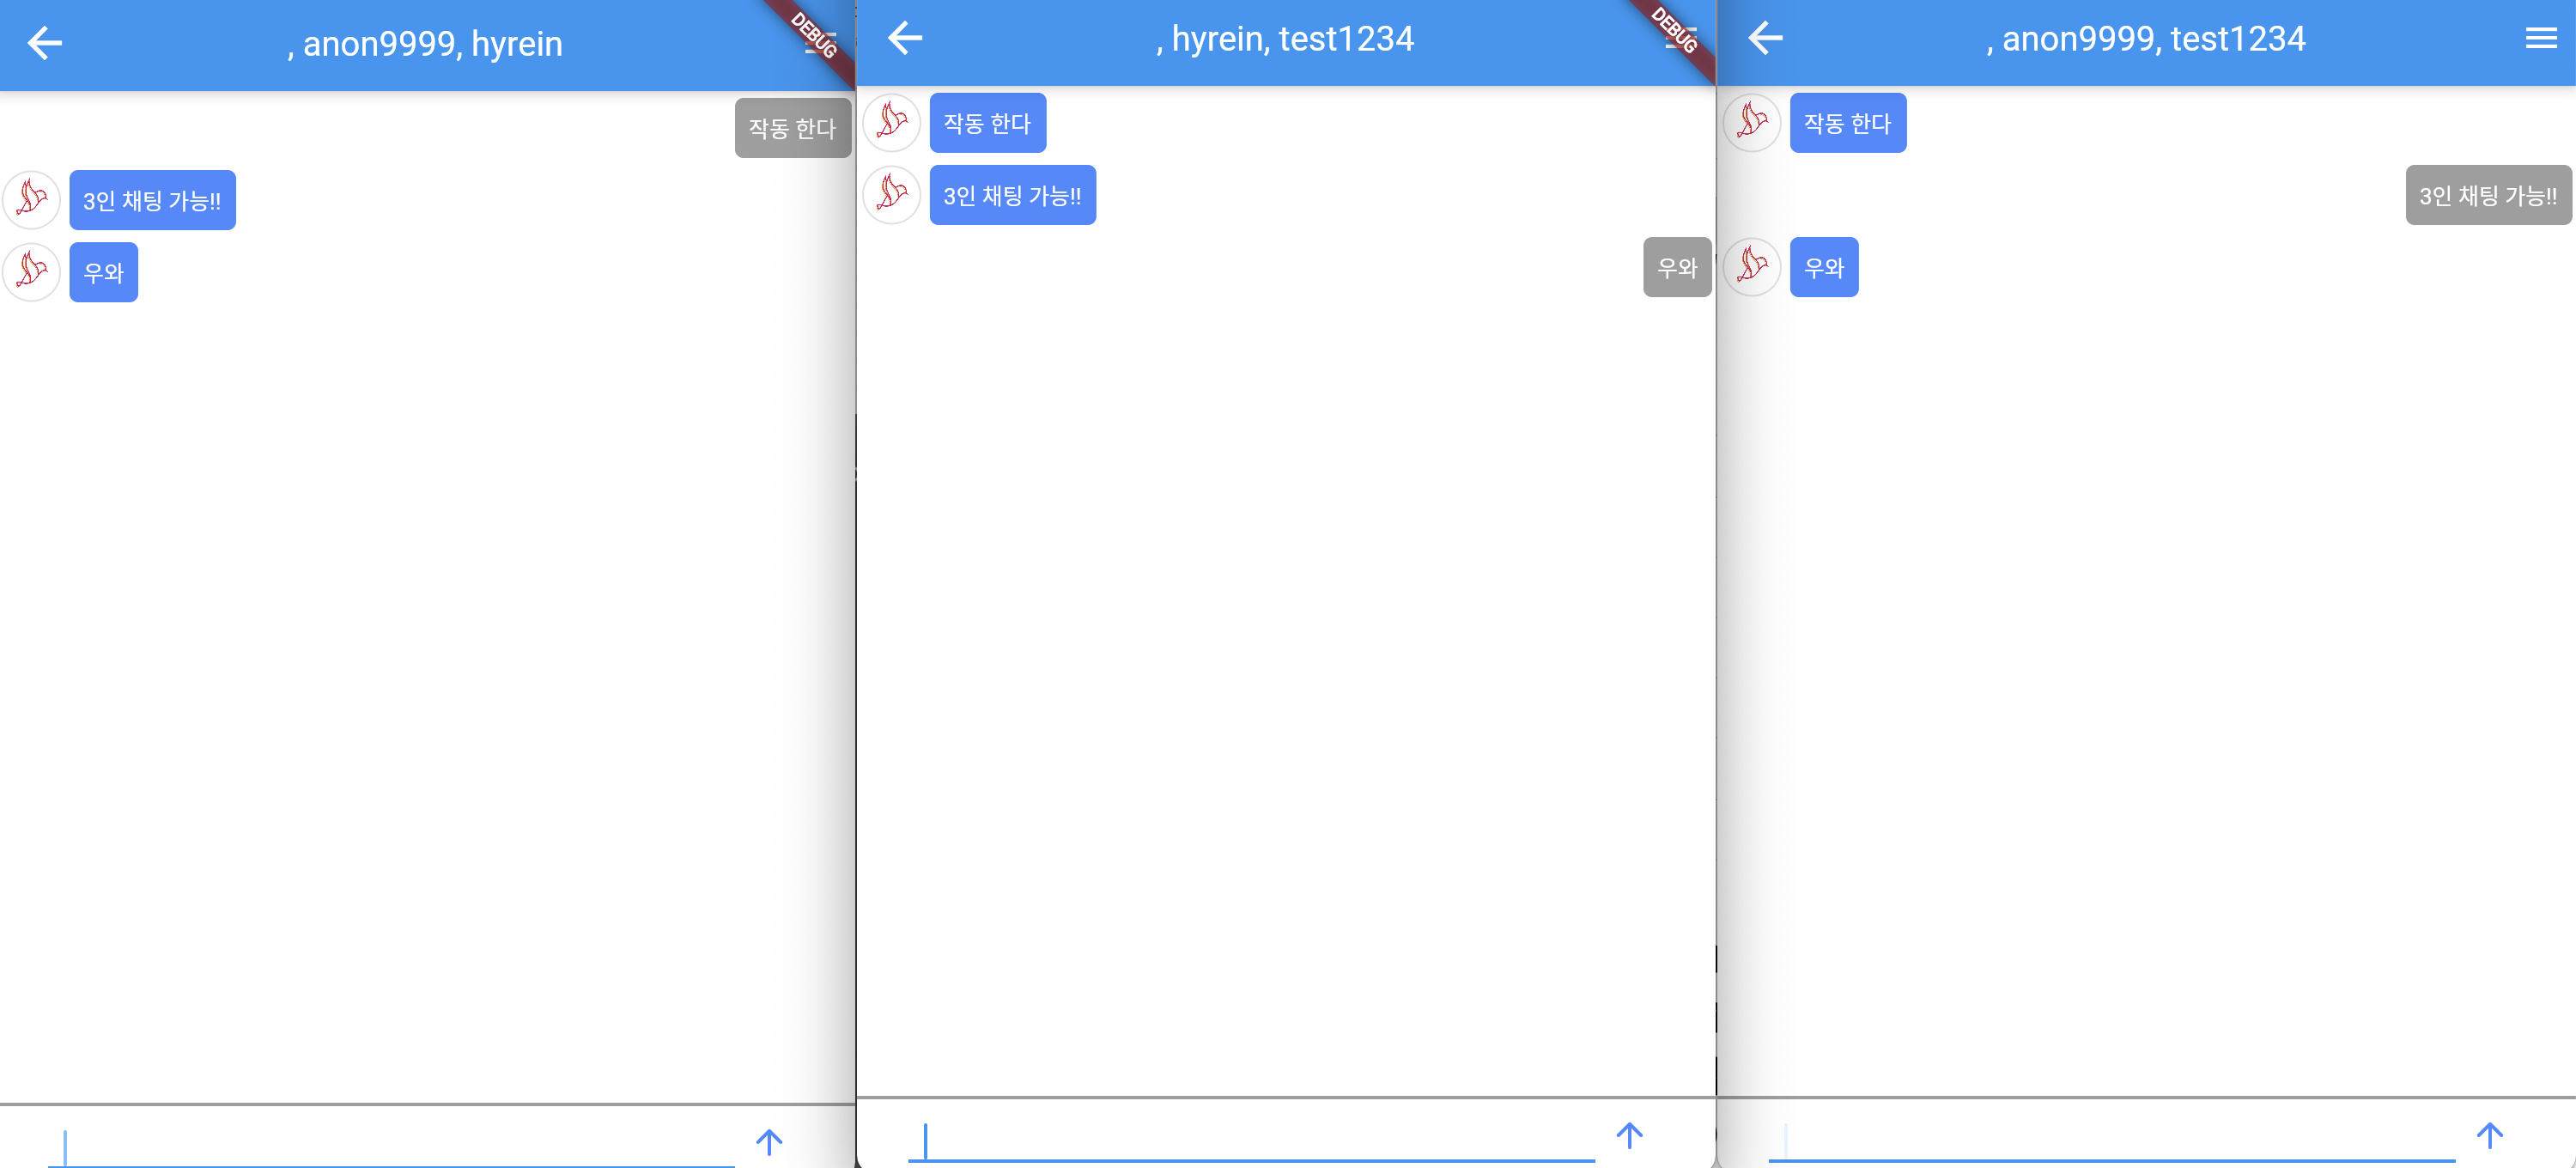 , anon9999, hyrein
DEBUG
작동 한다
3인 채팅 가능!!
우와
, hyrein, test1234
DEBUG
작동 한다
3인 채팅 가능!!
우와
, anon9999, test1234
작동 한다
3인 채팅 가능!!
우와